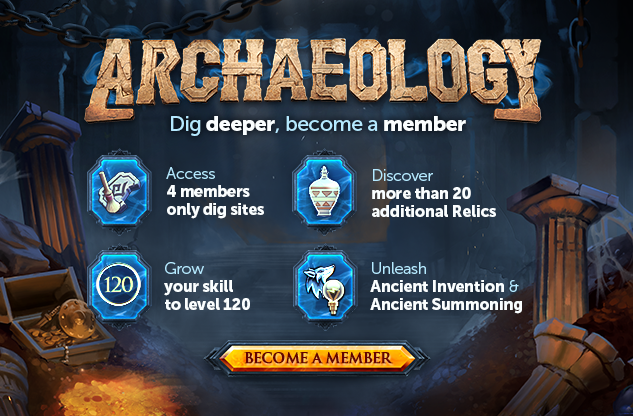 ARCHAEOLOGY
Dig deeper, become a member
Access
4 members
only dig sites
Discover
more than 20
additional Relics
120
Grow
your skill
to level 120
Unleash
Ancient Invention &
Ancient Summoning
BECOME A MEMBER